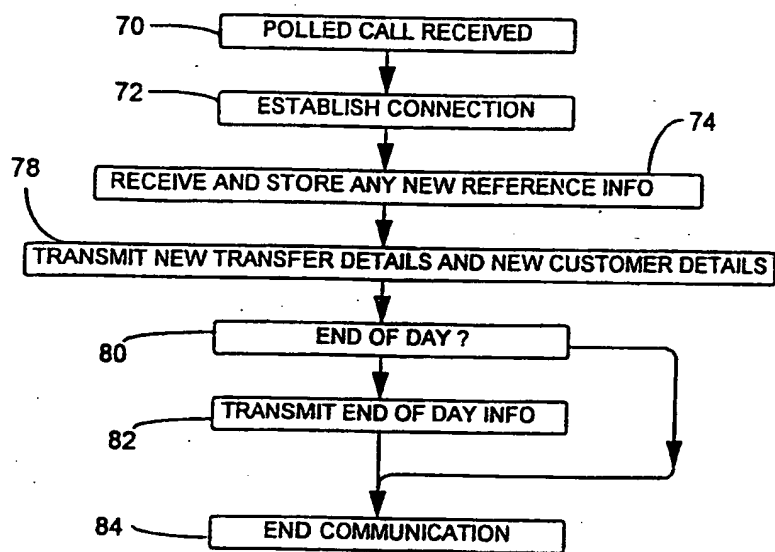 70
POLLED CALL RECEIVED
72
ESTABLISH CONNECTION
74
RECEIVE AND STORE ANY NEW REFERENCE INFO
78
TRANSMIT NEW TRANSFER DETAILS AND NEW CUSTOMER DETAILS
80
END OF DAY ?
82
TRANSMIT END OF DAY INFO
84
END COMMUNICATION